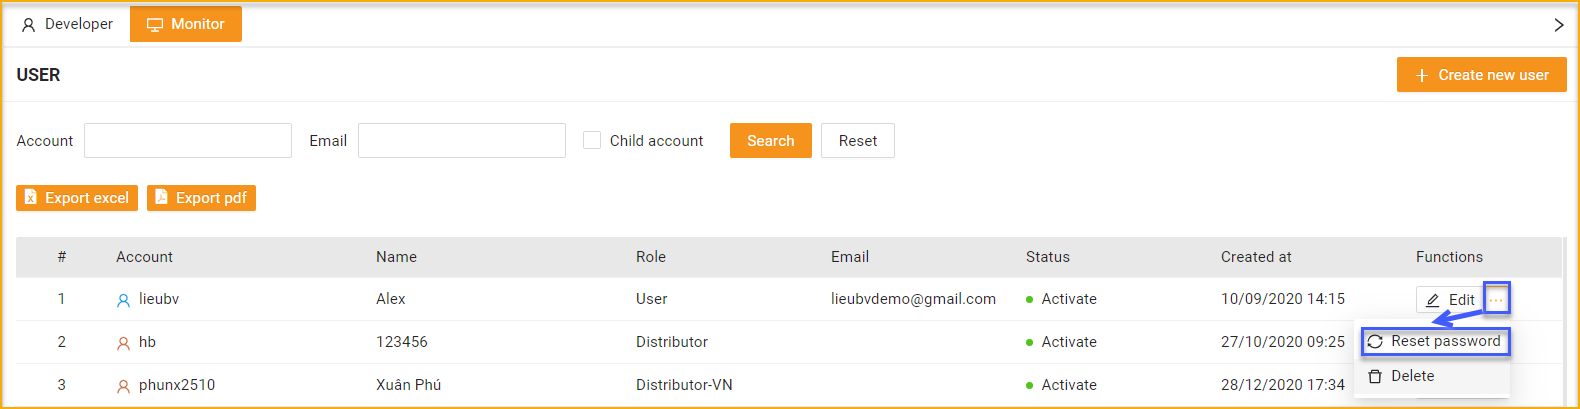 Developer Monitor
USER
Create new user
Account Email Child account Search Reset
Export excel Export pdf
# Account Name Role Email Status Created at Functions
1 lieubv Alex User lieubvdemo@gmail.com Activate 10/09/2020 14:15 Edit ...
2 hb 123456 Distributor Activate 27/10/2020 09:25
Reset password
3 phunx2510 Xuân Phú Distributor-VN Activate 28/12/2020 17:34
Delete